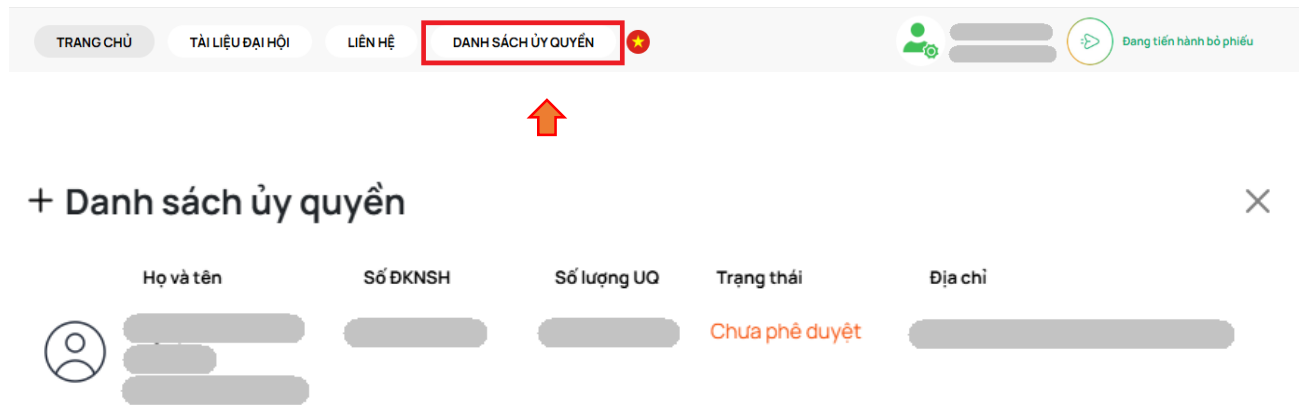 TRANG CHỦ TÀI LIỆU ĐẠI HỘI LIÊN HỆ DANH SÁCH ỦY QUYỀN Đang tiến hành bỏ phiếu
+ Danh sách ủy quyền
Họ và tên Số ĐKNSH Số lượng UQ Trạng thái Địa chỉ
Chưa phê duyệt